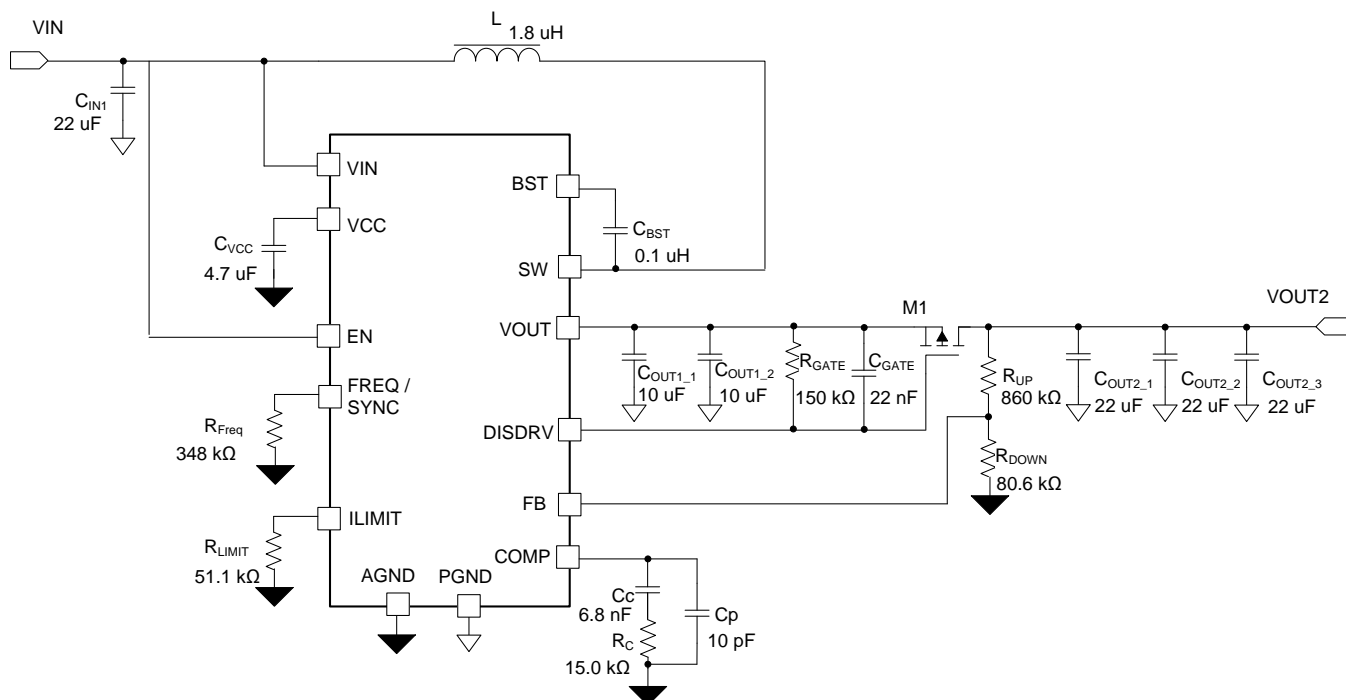 VIN
L
1.8 uH
CIN1
22 uF
VIN
BST
VCC
CVCC
4.7 uF
CBST
0.1 uH
SW
EN
VOUT
M1
VOUT2
FREQ /
SYNC
RFreq
348 kΩ
COUT1_1
10 uF
COUT1_2
10 uF
RGATE
150 kΩ
CGATE
22 nF
RUP
860 kΩ
COUT2_1
22 uF
COUT2_2
22 uF
COUT2_3
22 uF
DISDRV
RDOWN
80.6 kΩ
FB
ILIMIT
RLIMIT
51.1 kΩ
COMP
AGND
PGND
Cc
6.8 nF
Cp
10 pF
RC
15.0 kΩ